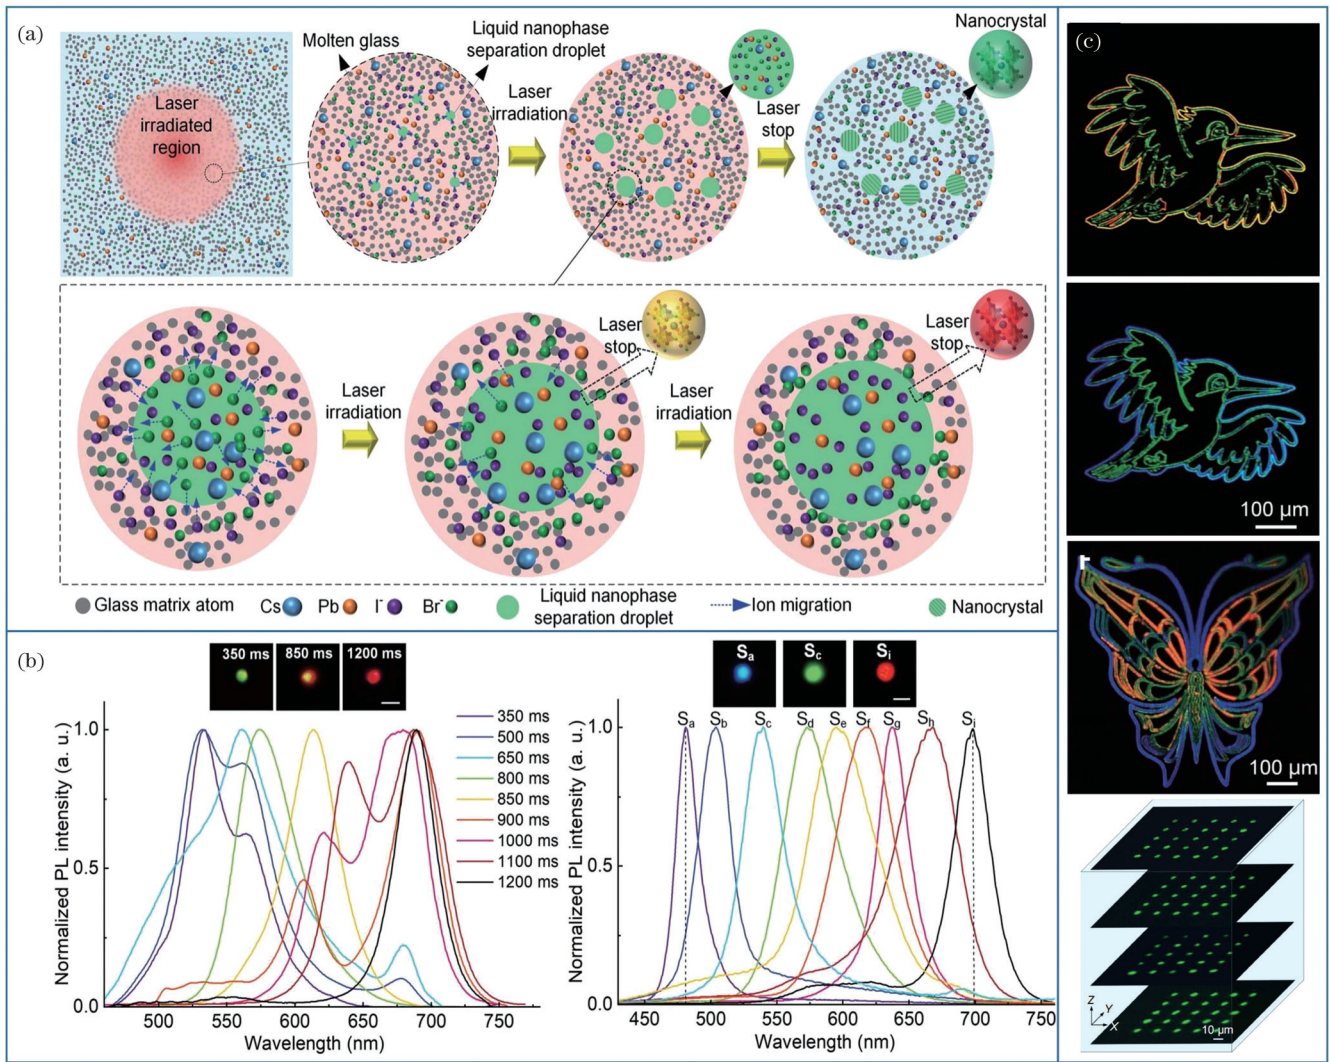 (a)
Laser
irradiated
region
Molten glass
Liquid nanophase
separation droplet
Laser
irradiation
Laser
stop
Nanocrystal
Laser
irradiation
Laser
stop
Laser
irradiation
Laser
stop
Glass matrix atom
Cs
Pb
I⁻
Br⁻
Liquid nanophase
separation droplet
Ion migration
Nanocrystal
(b)
350 ms
850 ms
1200 ms
Normalized PL intensity (a. u.)
1.0
0.5
0.0
500
550
600
650
700
750
Wavelength (nm)
350 ms
500 ms
650 ms
800 ms
850 ms
900 ms
1000 ms
1100 ms
1200 ms
Sa
Sc
Si
Sa
Sb
Sc
Sd
Se
Sf
Sg
Sh
Si
Normalized PL intensity (a. u.)
1.0
0.5
0.0
450
500
550
600
650
700
750
Wavelength (nm)
(c)
100 μm
100 μm
Z
Y
X
10 μm